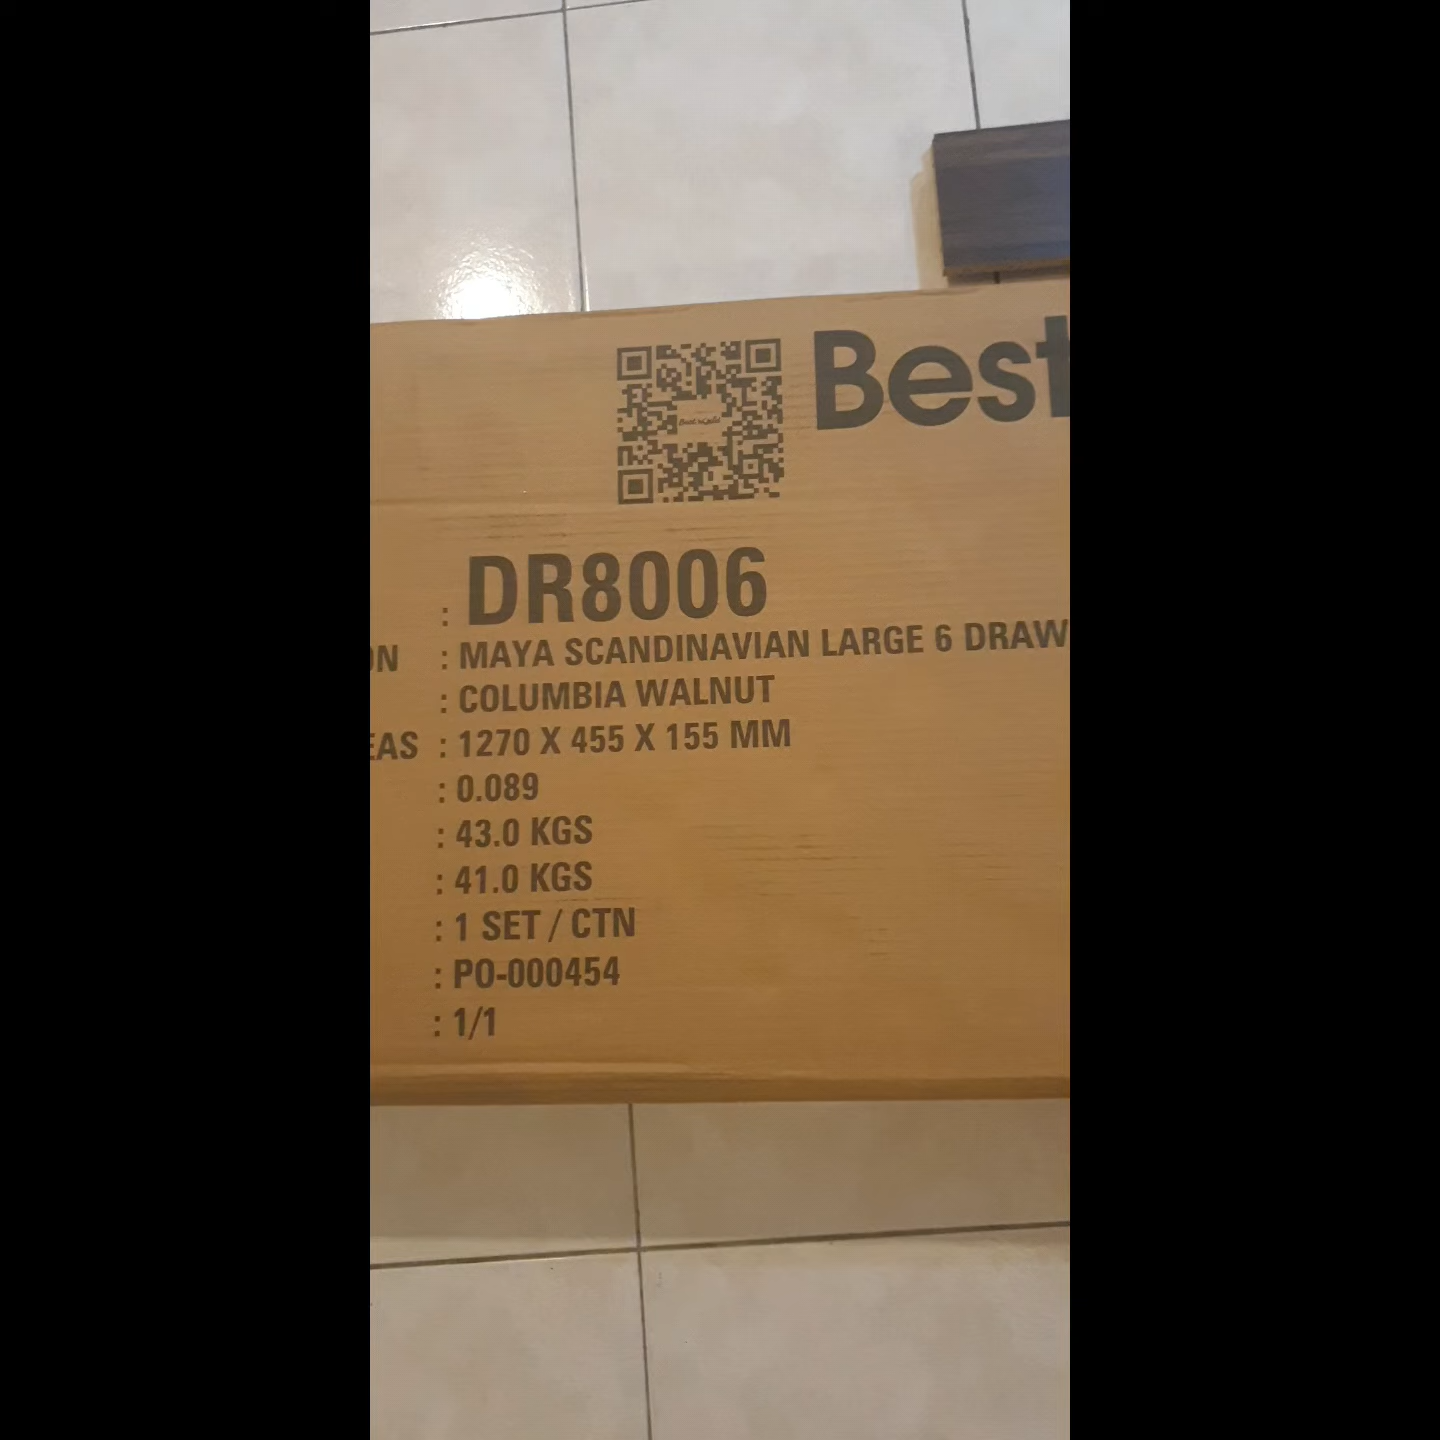 Best
: DR8006
ON : MAYA SCANDINAVIAN LARGE 6 DRAW
: COLUMBIA WALNUT
EAS : 1270 X 455 X 155 MM
: 0.089
: 43.0 KGS
: 41.0 KGS
: 1 SET / CTN
: PO-000454
: 1/1